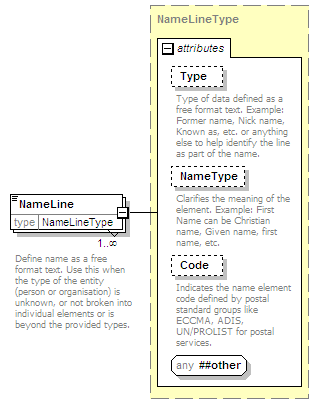 NameLineType
attributes
Type
Type of data defined as a
free format text. Example:
Former name, Nick name,
Known as, etc. or anything
else to help identify the line
as part of the name.
NameType
Clarifies the meaning of the
element. Example: First
Name can be Christian
name, Given name, first
name, etc.
NameLine
type NameLineType
1..∞
Define name as a free
format text. Use this when
the type of the entity
(person or organisation) is
unknown, or not broken into
individual elements or is
beyond the provided types.
Code
Indicates the name element
code defined by postal
standard groups like
ECCMA, ADIS,
UN/PROLIST for postal
services.
any ##other